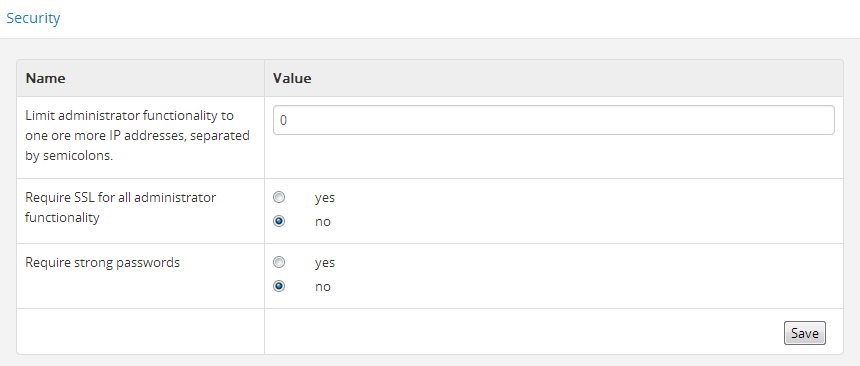 Security
Name Value
Limit administrator functionality to
one ore more IP addresses, separated
by semicolons.
0
Require SSL for all administrator
functionality
yes
no
Require strong passwords
yes
no
Save